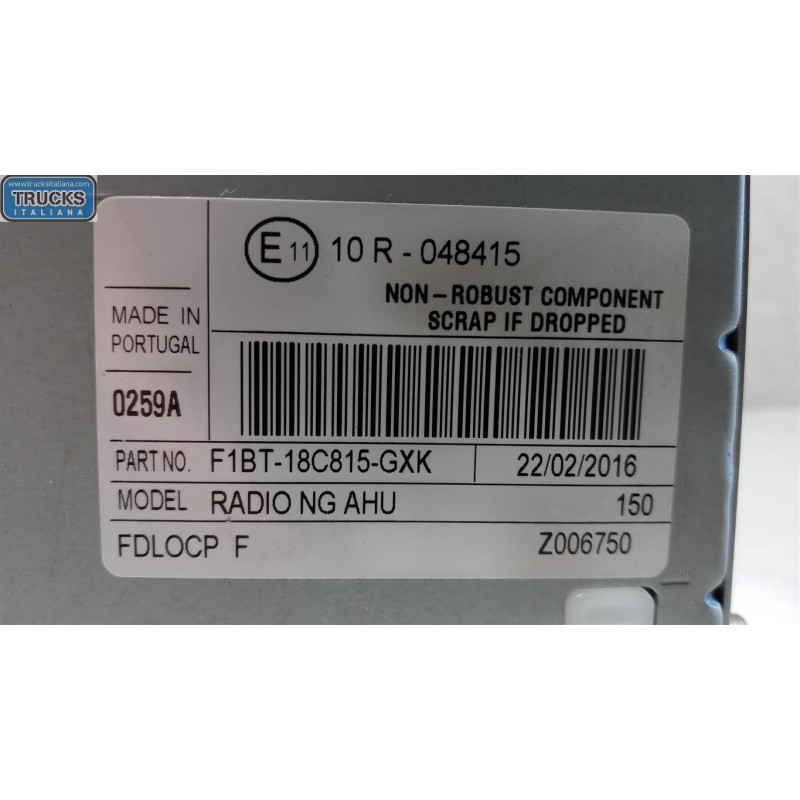 www.trucksitaliana.com
TRUCKS
ITALIANA
E 11 10 R - 048415
NON-ROBUST COMPONENT
SCRAP IF DROPPED
MADE IN
PORTUGAL
0259A
PART NO. F1BT-18C815-GXK 22/02/2016
MODEL RADIO NG AHU 150
FDLOCP F Z006750